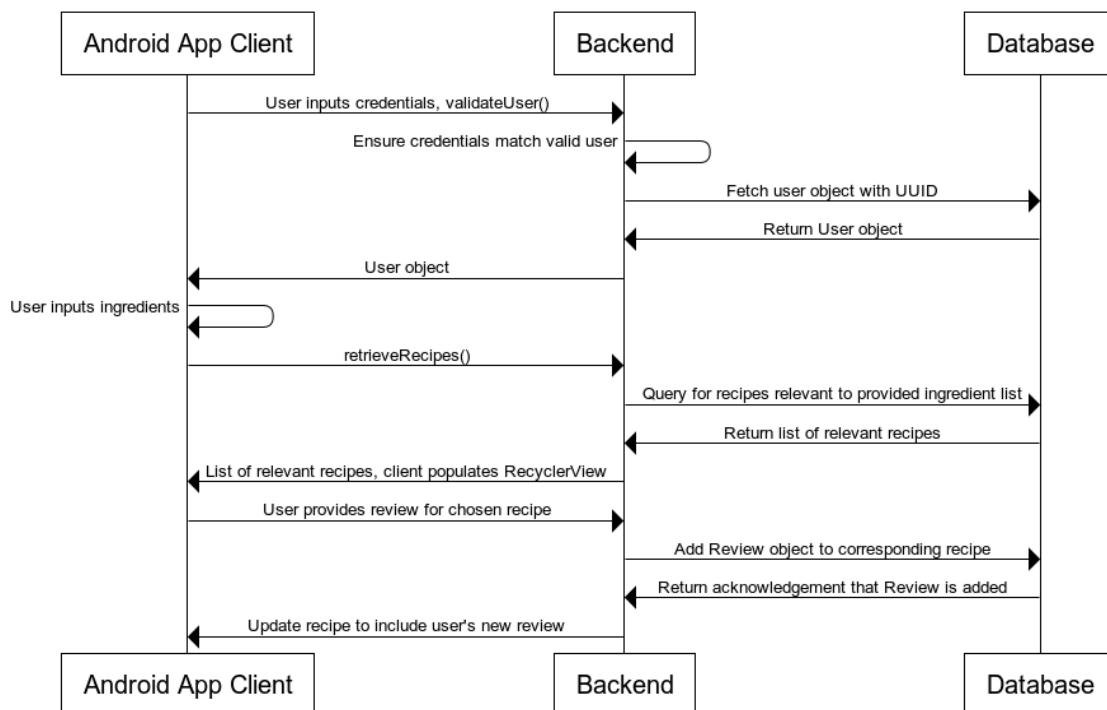 Android App Client
Backend
Database
User inputs credentials, validateUser()
Ensure credentials match valid user
Fetch user object with UUID
Return User object
User object
User inputs ingredients
retrieveRecipes()
Query for recipes relevant to provided ingredient list
Return list of relevant recipes
List of relevant recipes, client populates RecyclerView
User provides review for chosen recipe
Add Review object to corresponding recipe
Return acknowledgement that Review is added
Update recipe to include user's new review
Android App Client
Backend
Database